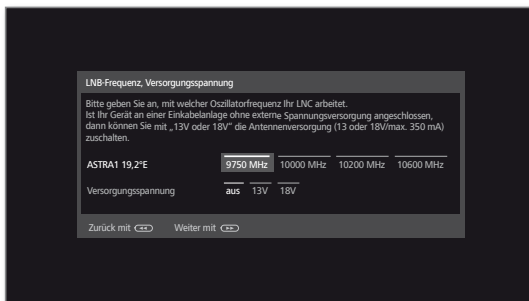 LNB-Frequenz, Versorgungsspannung
Bitte geben Sie an, mit welcher Oszillatorfrequenz Ihr LNC arbeitet.
Ist Ihr Gerät an einer Einkabelanlage ohne externe Spannungsversorgung angeschlossen,
dann können Sie mit „13V oder 18V“ die Antennenversorgung (13 oder 18V/max. 350 mA)
zuschalten.
ASTRA1 19,2°E 9750 MHz 10000 MHz 10200 MHz 10600 MHz
Versorgungsspannung aus 13V 18V
Zurück mit Weiter mit